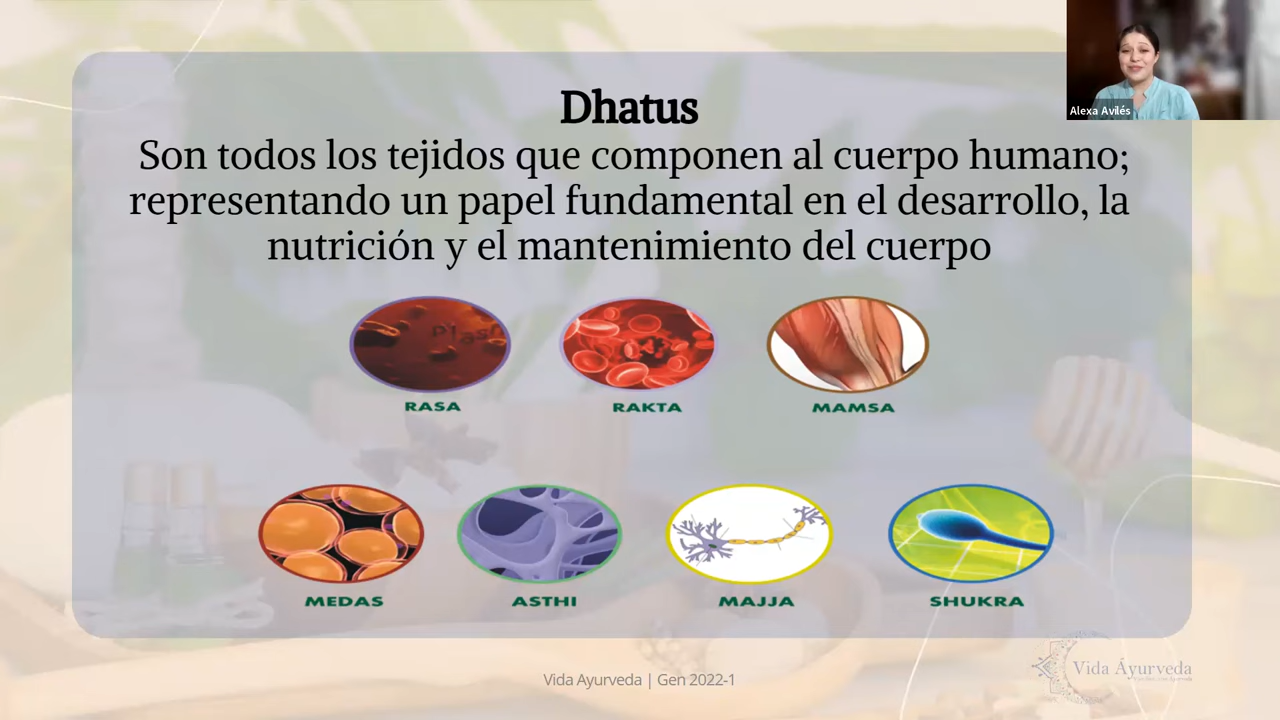 Alexa Avilés
Dhatus
Son todos los tejidos que componen al cuerpo humano;
representando un papel fundamental en el desarrollo, la
nutrición y el mantenimiento del cuerpo
plasm
RASA
RAKTA
MAMSA
MEDAS
ASTHI
MAJJA
SHUKRA
Vida Áyurveda
Vida Ayurveda | Gen 2022-1